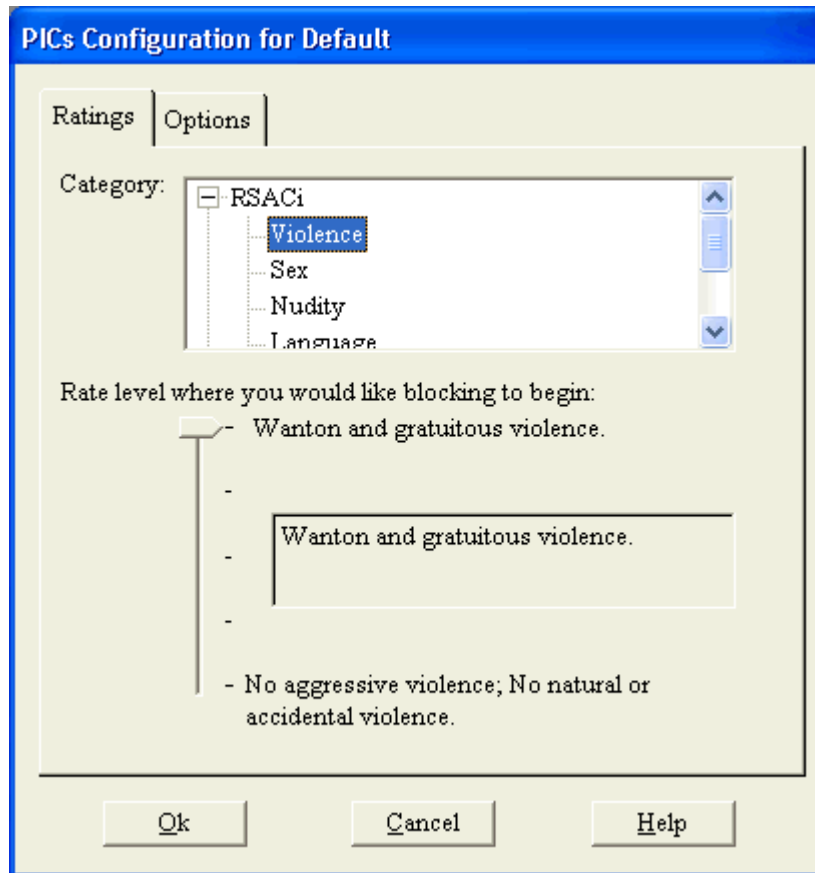 PICs Configuration for Default
Ratings
Options
Category:
RSACi
Violence
Sex
Nudity
Language
Rate level where you would like blocking to begin:
- Wanton and gratuitous violence.
-
Wanton and gratuitous violence.
-
-
- No aggressive violence; No natural or
accidental violence.
Ok
Cancel
Help